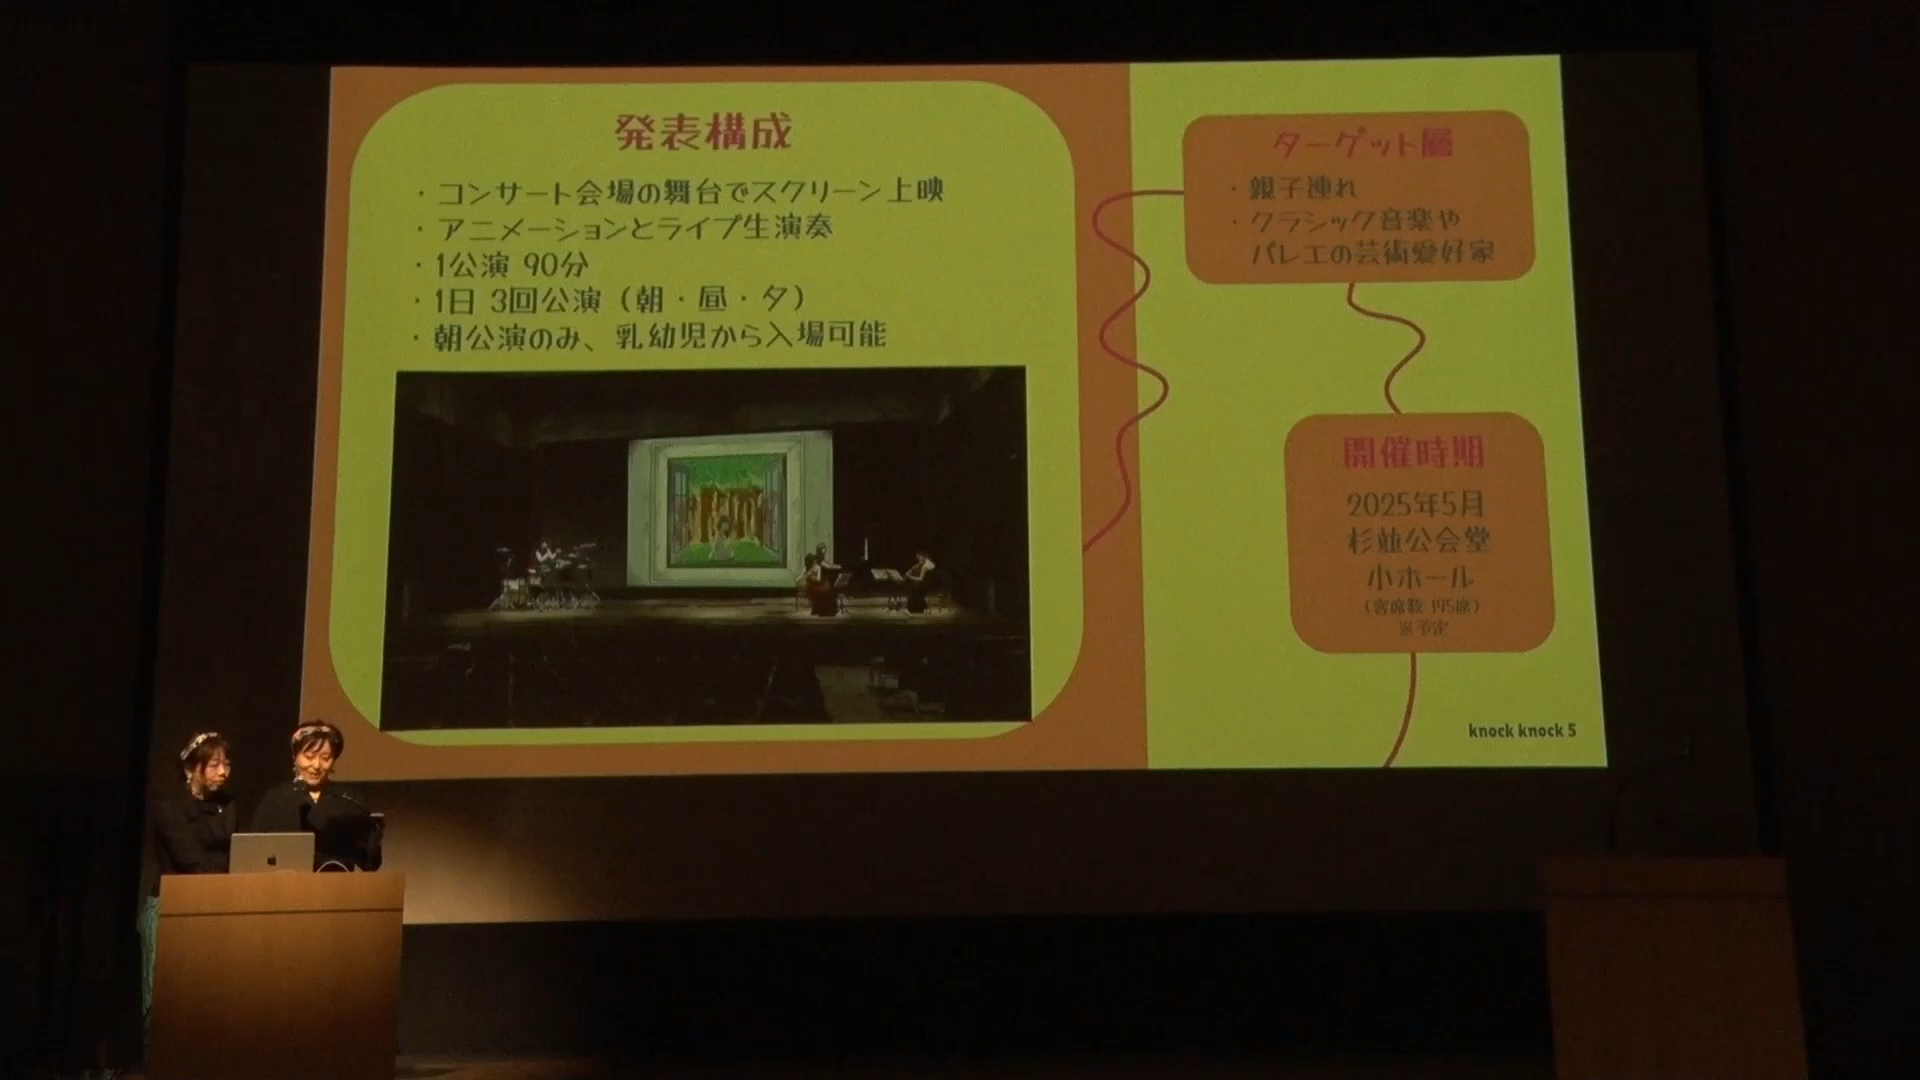 発表構成
・コンサート会場の舞台でスクリーン上映
・アニメーションとライブ生演奏
・1公演 90分
・1日 3回公演（朝・昼・夕）
・朝公演のみ、乳幼児から入場可能
ターゲット層
・親子連れ
・クラシック音楽や
バレエの芸術愛好家
開催時期
2025年5月
杉並公会堂
小ホール
（客席数 195席）
※予定
knock knock 5